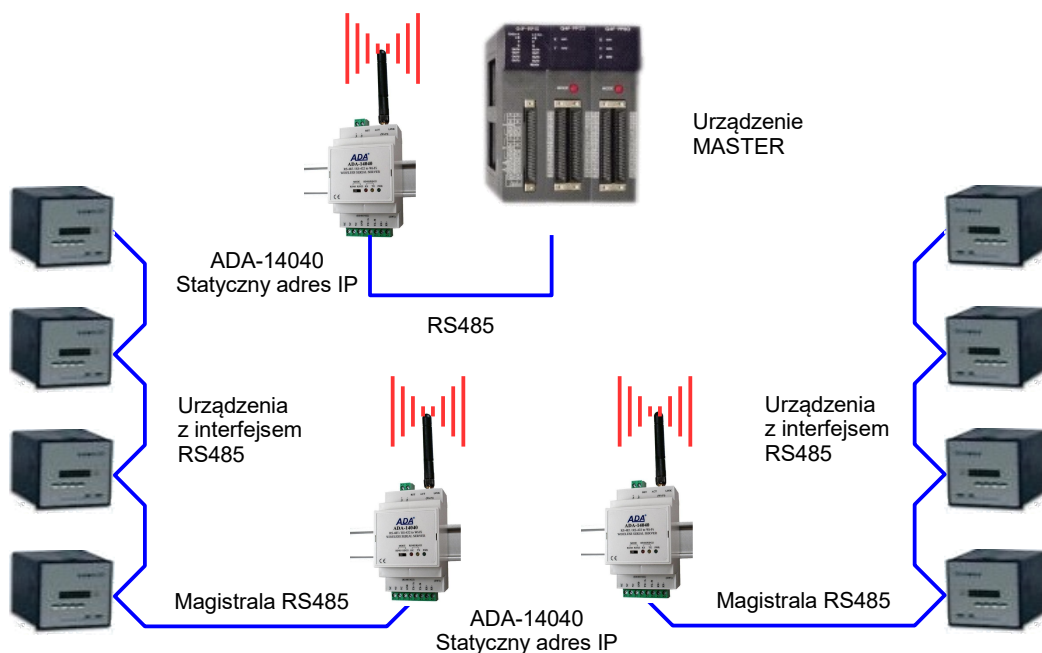 Urządzenie
MASTER
ADA
ADA-14040
ADA-14040
Statyczny adres IP
RS485
Urządzenia
z interfejsem
RS485
Urządzenia
z interfejsem
RS485
ADA
ADA-14040
ADA
ADA-14040
Magistrala RS485
Magistrala RS485
ADA-14040
Statyczny adres IP